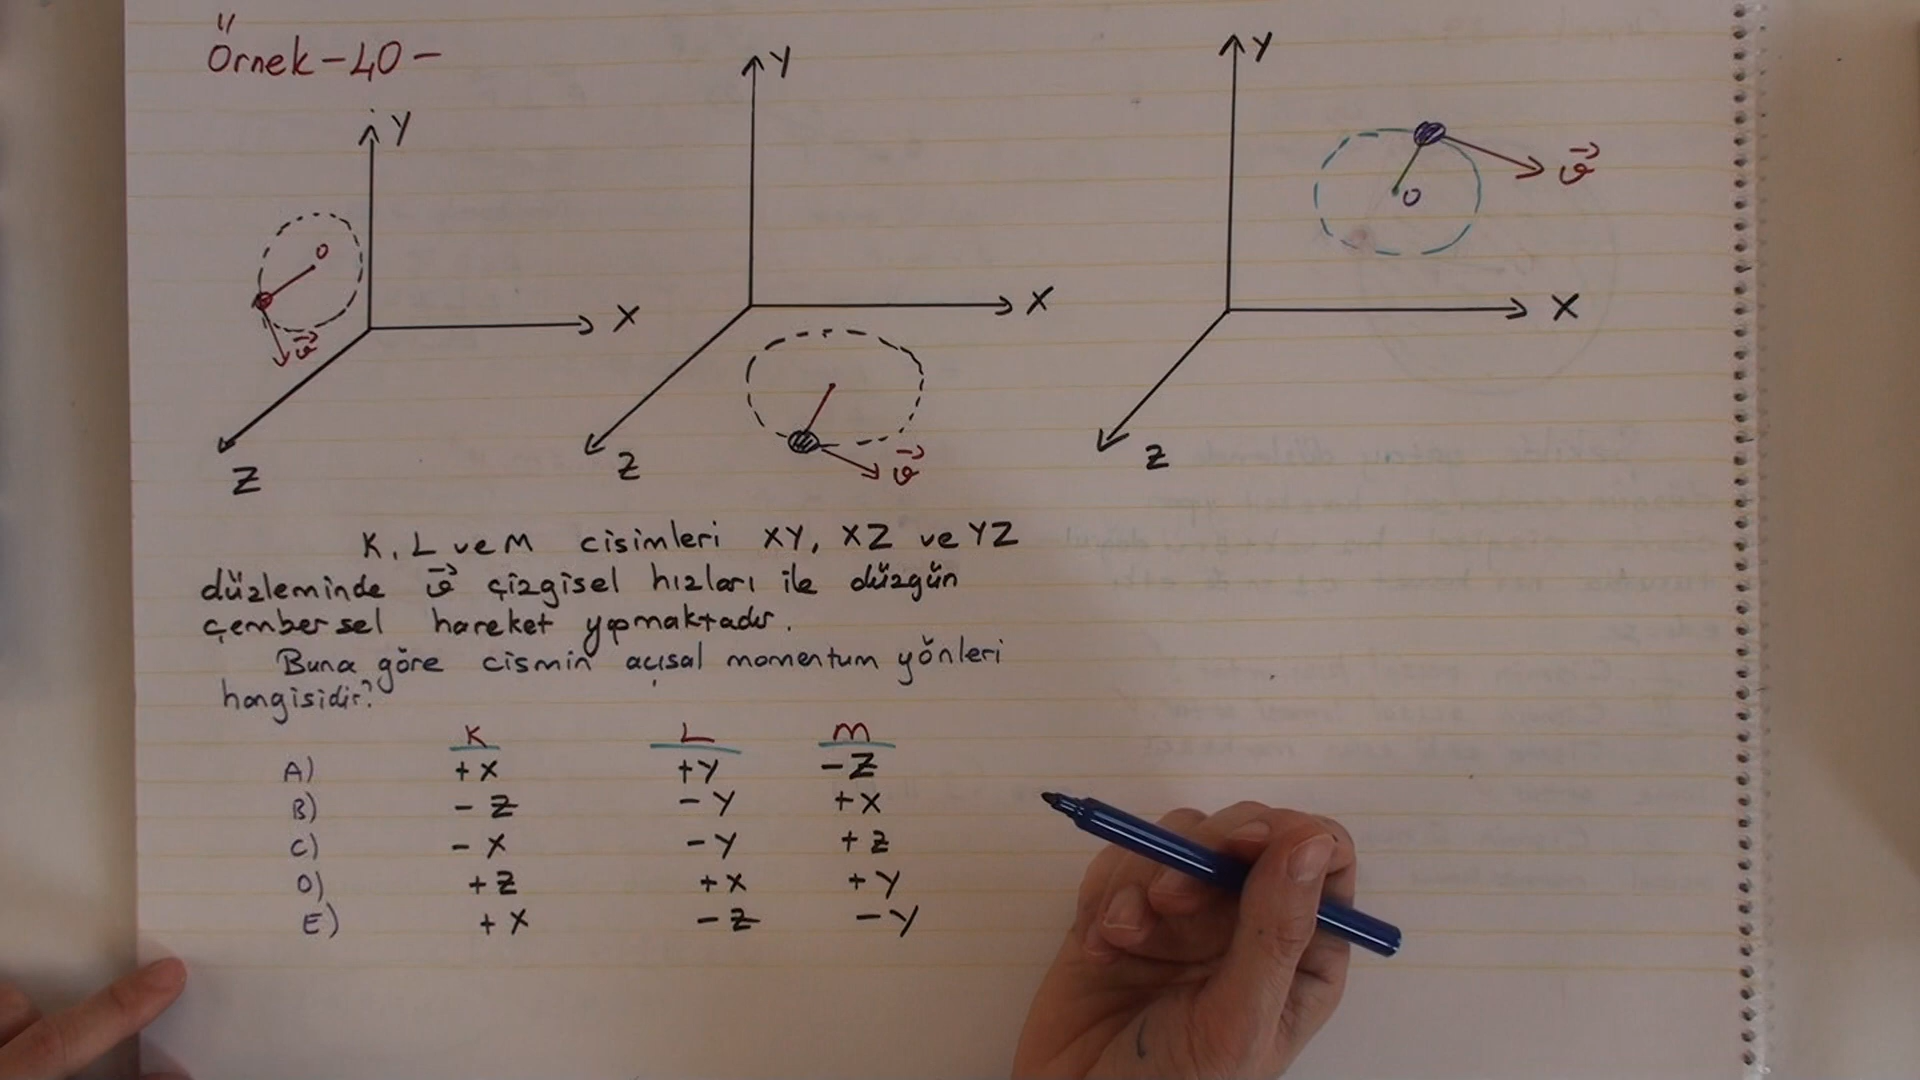 Örnek-40-
Y
X
Z
O
v
Y
X
Z
v
Y
X
Z
O
v
K, L ve M cisimleri XY, XZ ve YZ
düzleminde v çizgisel hızları ile düzgün
çembersel hareket yapmaktadır.
Buna göre cismin açısal momentum yönleri
hangisidir?
K L M
A) +X +Y -Z
B) -Z -Y +X
C) -X -Y +Z
D) +Z +X +Y
E) +X -Z -Y